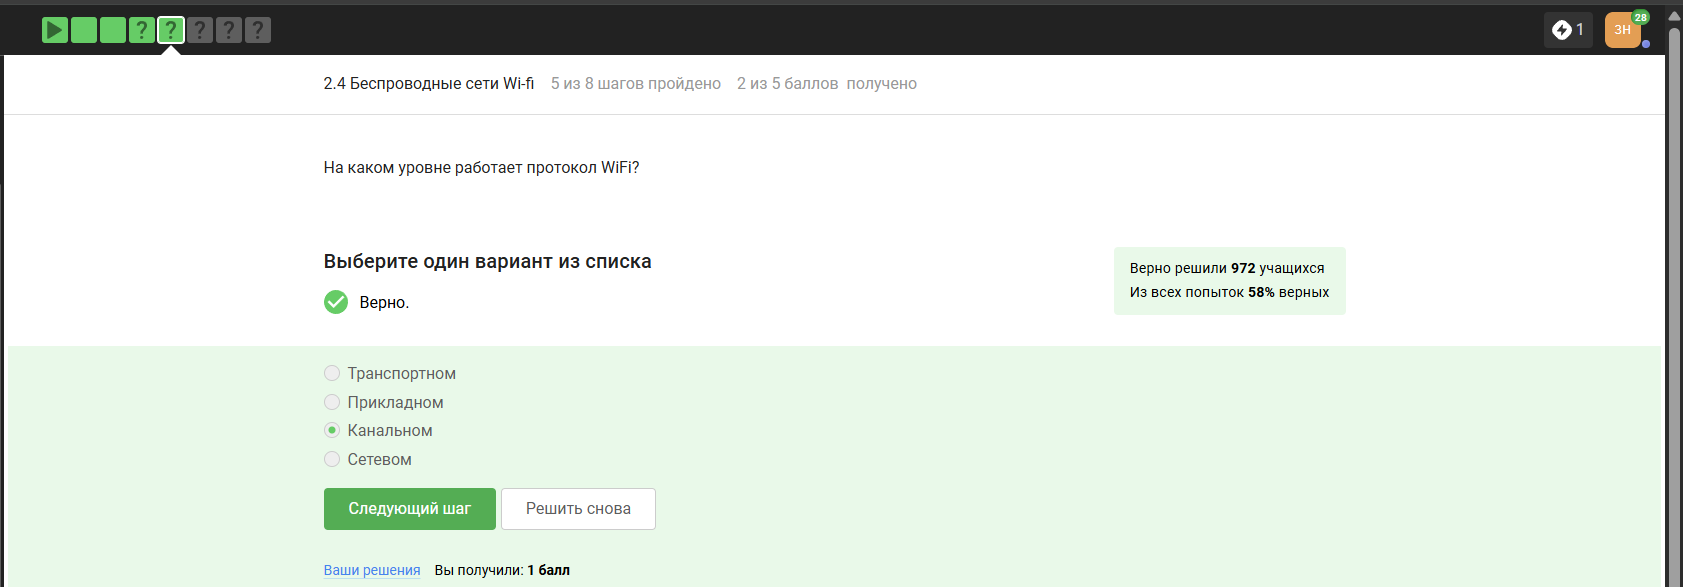 ? ? ? ? ?
1
ЗН
28
2.4 Беспроводные сети Wi-fi 5 из 8 шагов пройдено 2 из 5 баллов получено
На каком уровне работает протокол WiFi?
Выберите один вариант из списка
Верно.
Верно решили 972 учащихся
Из всех попыток 58% верных
Транспортном
Прикладном
Канальном
Сетевом
Следующий шаг Решить снова
Ваши решения Вы получили: 1 балл